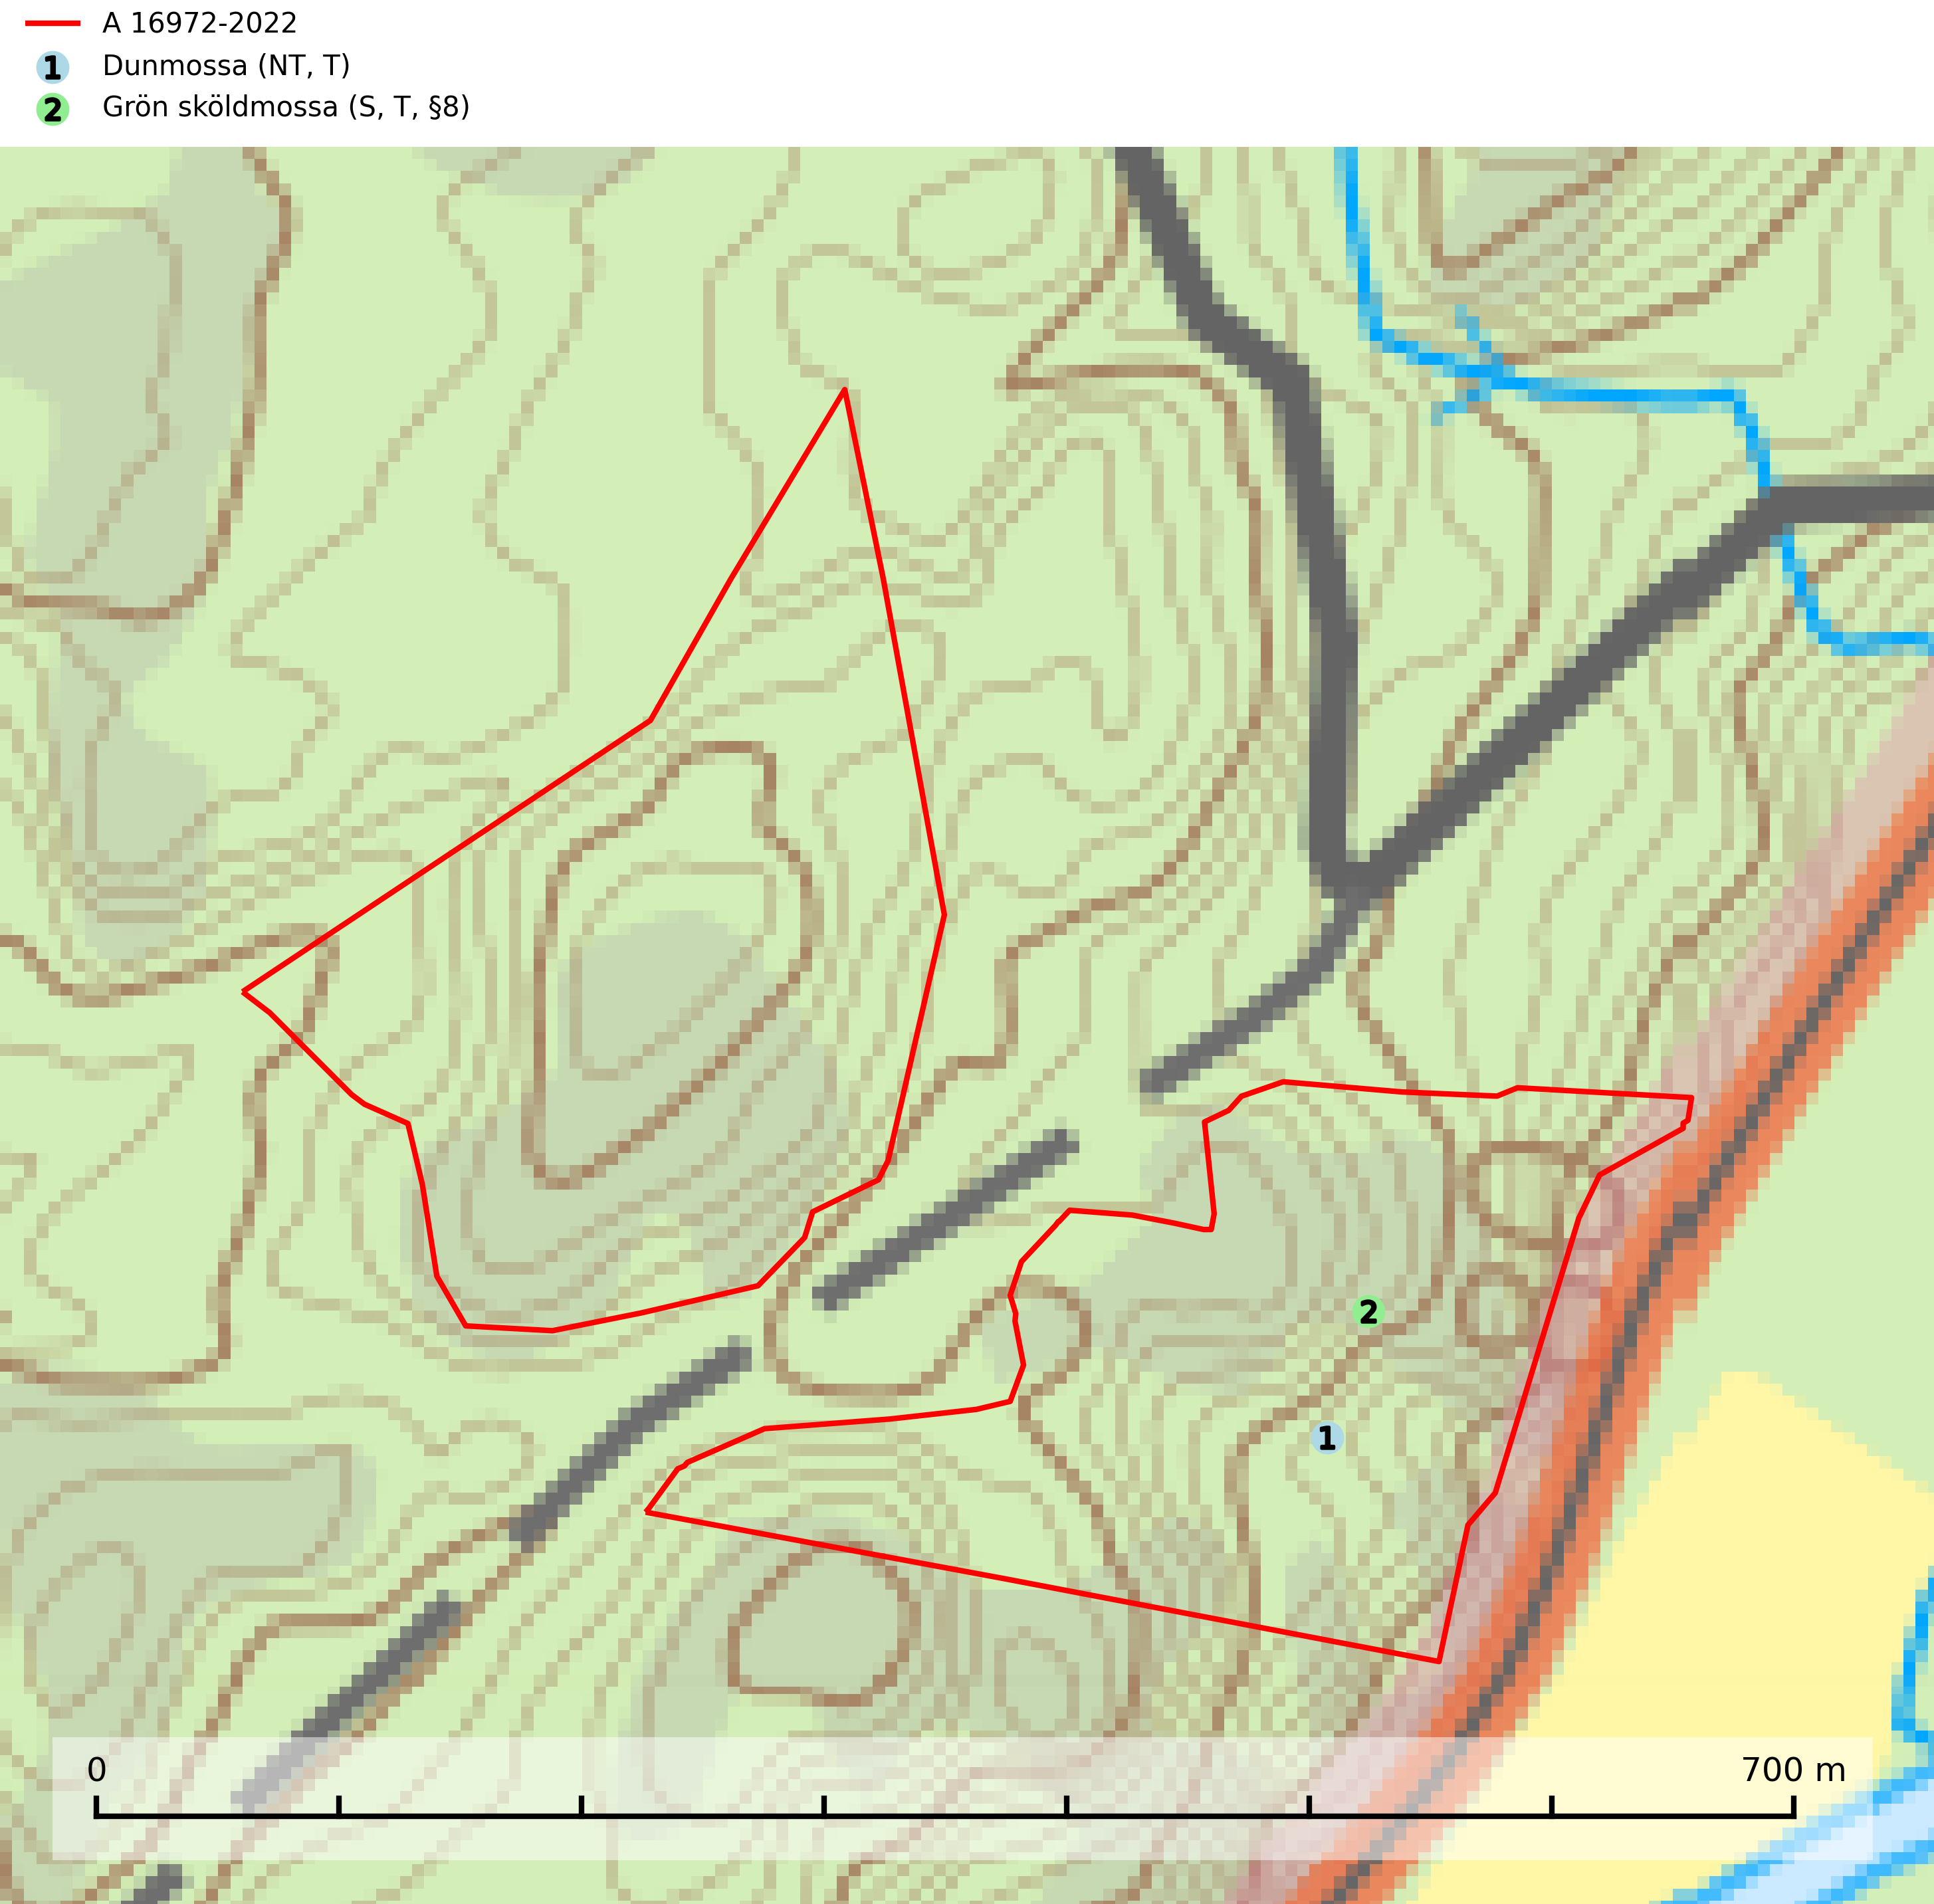 A 16972-2022
1 Dunmossa (NT, T)
2 Grön sköldmossa (S, T, §8)
2
1
0 700 m